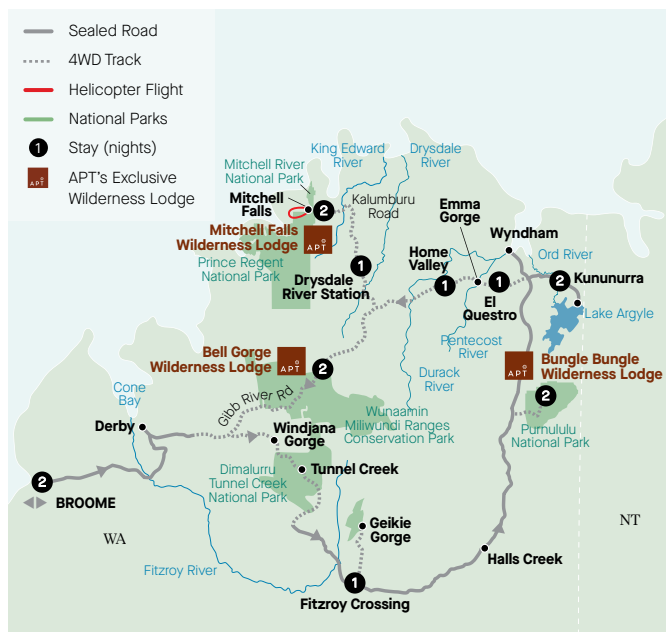 Sealed Road
4WD Track
Helicopter Flight
National Parks
1
Stay (nights)
APT
APT's Exclusive
Wilderness Lodge
King Edward
River
Drysdale
River
Mitchell River
National Park
Mitchell
Falls
2
Kalumburu
Road
Emma
Gorge
Mitchell Falls
Wilderness Lodge
APT
Wyndham
Prince Regent
National Park
Drysdale
River Station
1
Home
Valley
1
1
El
Questro
Ord River
2
Kununurra
Lake Argyle
Pentecost
River
Bell Gorge
Wilderness Lodge
APT
2
Durack
River
APT
Bungle Bungle
Wilderness Lodge
2
Purnululu
National Park
Cone
Bay
Gibb River Rd
Derby
Windjana
Gorge
Wunaamin
Miliwundi Ranges
Conservation Park
Tunnel Creek
Dimalurru
Tunnel Creek
National Park
2
BROOME
WA
Geikie
Gorge
NT
Halls Creek
Fitzroy River
1
Fitzroy Crossing